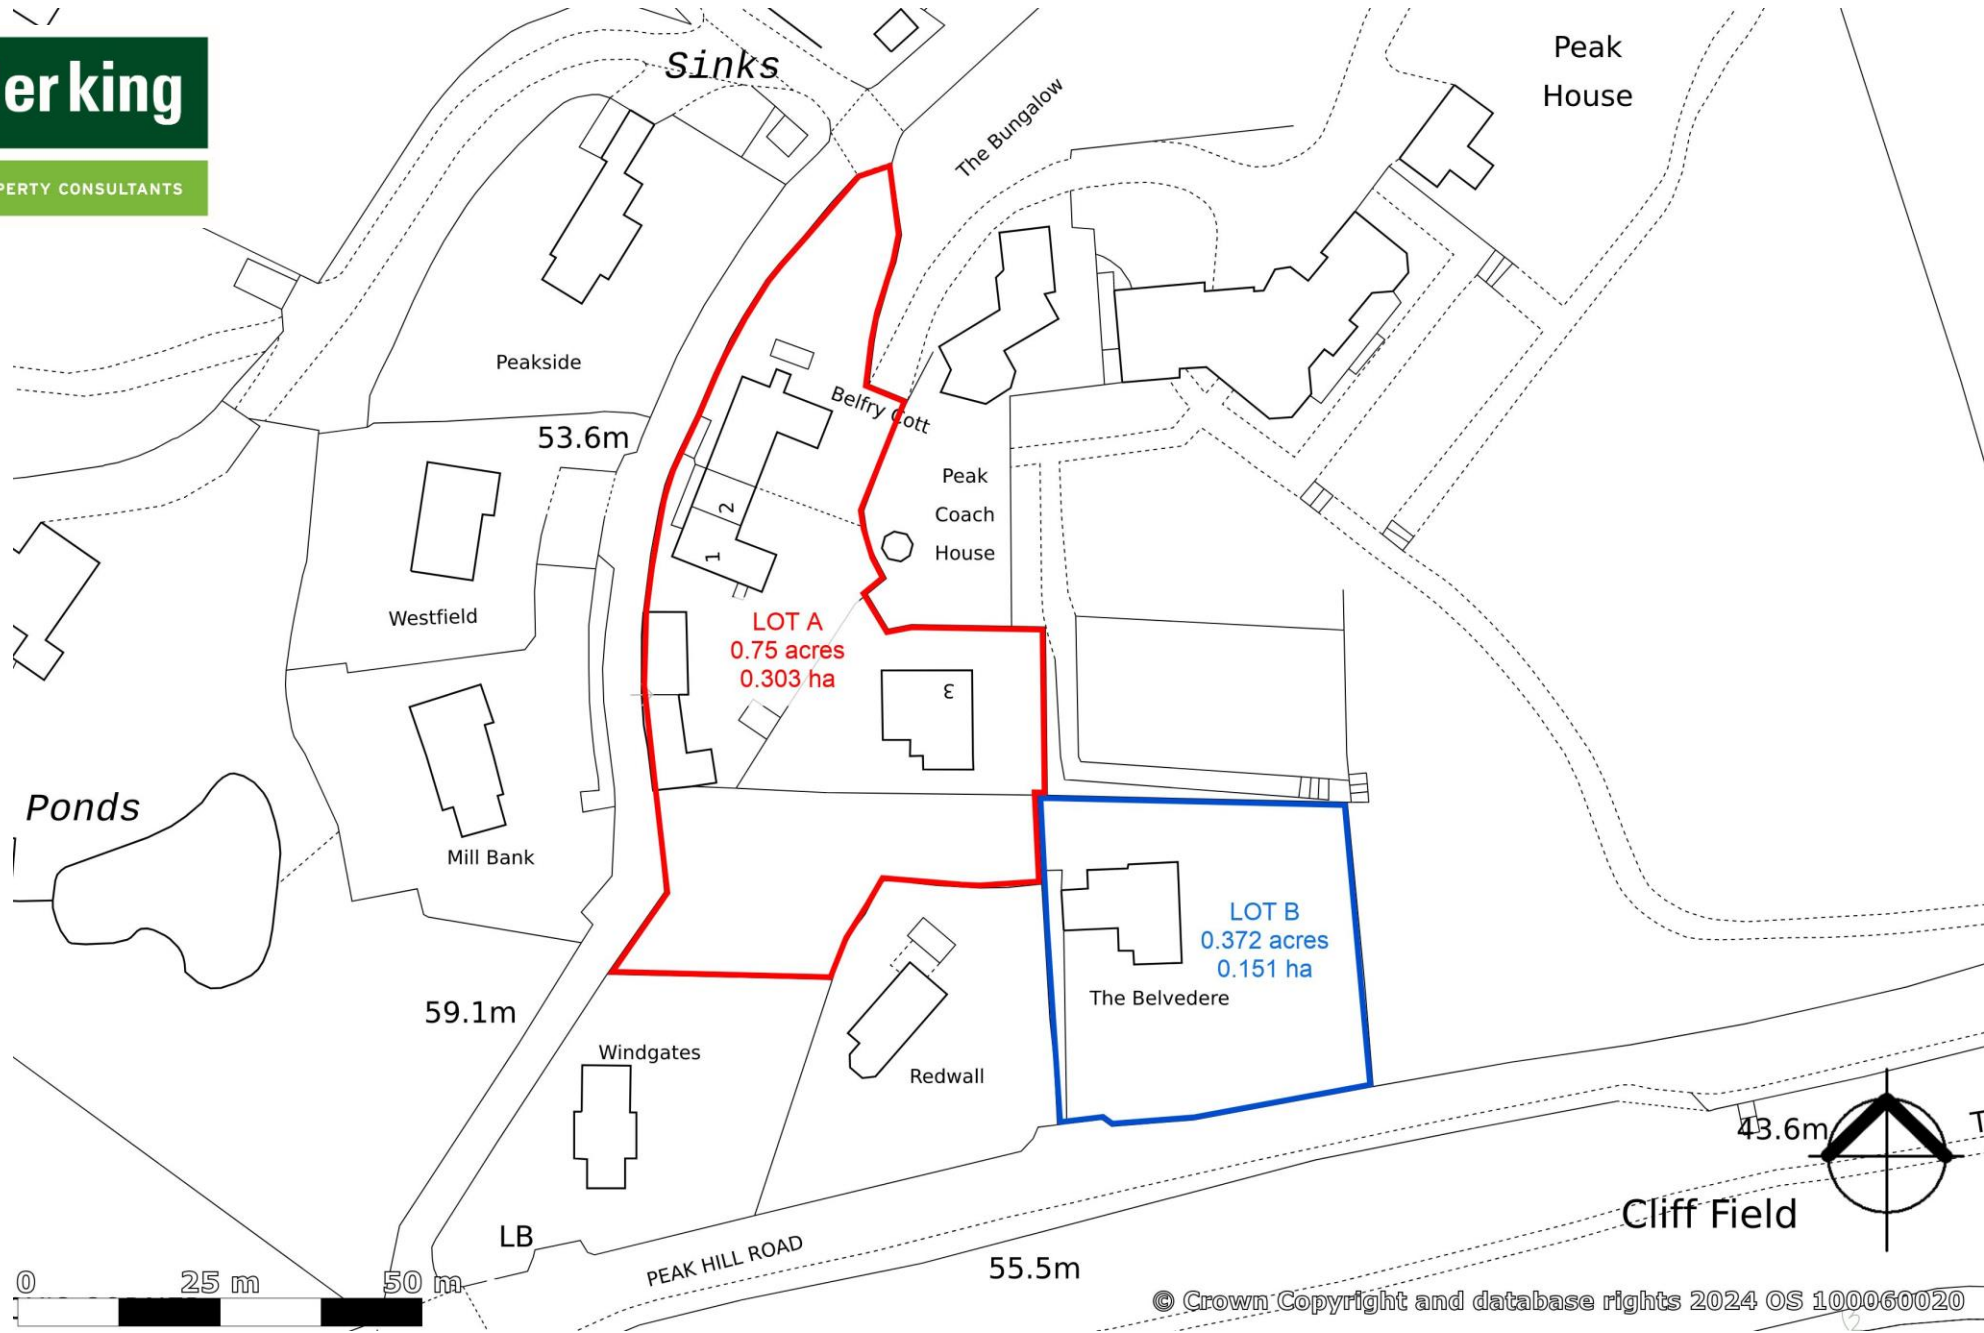 er king
PERTY CONSULTANTS
Sinks
Peak
House
The Bungalow
Peakside
Belfry Cott
53.6m
Peak
Coach
House
2
1
Westfield
LOT A
0.75 acres
0.303 ha
3
Ponds
Mill Bank
LOT B
0.372 acres
0.151 ha
The Belvedere
59.1m
Windgates
Redwall
43.6m
Cliff Field
LB
PEAK HILL ROAD
55.5m
0 25 m 50 m
© Crown Copyright and database rights 2024 OS 100060020